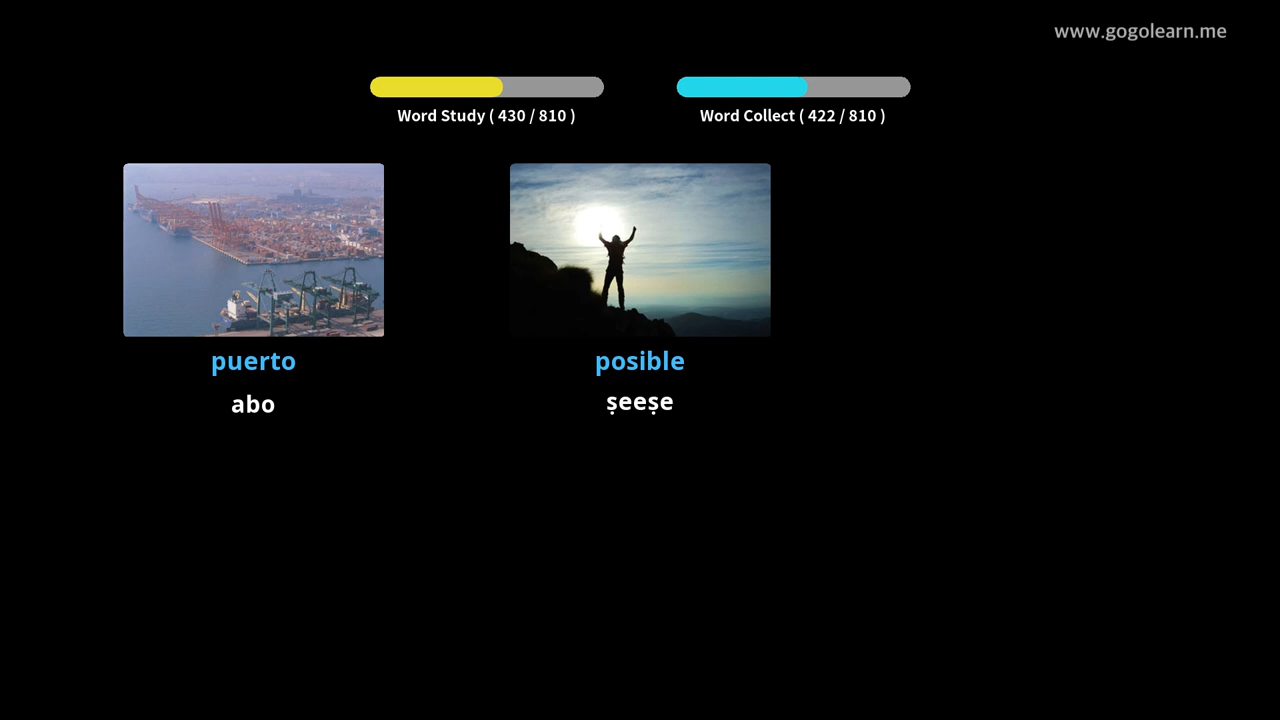 www.gogolearn.me
Word Study ( 430 / 810 )
Word Collect ( 422 / 810 )
puerto
abo
posible
ṣeeṣe